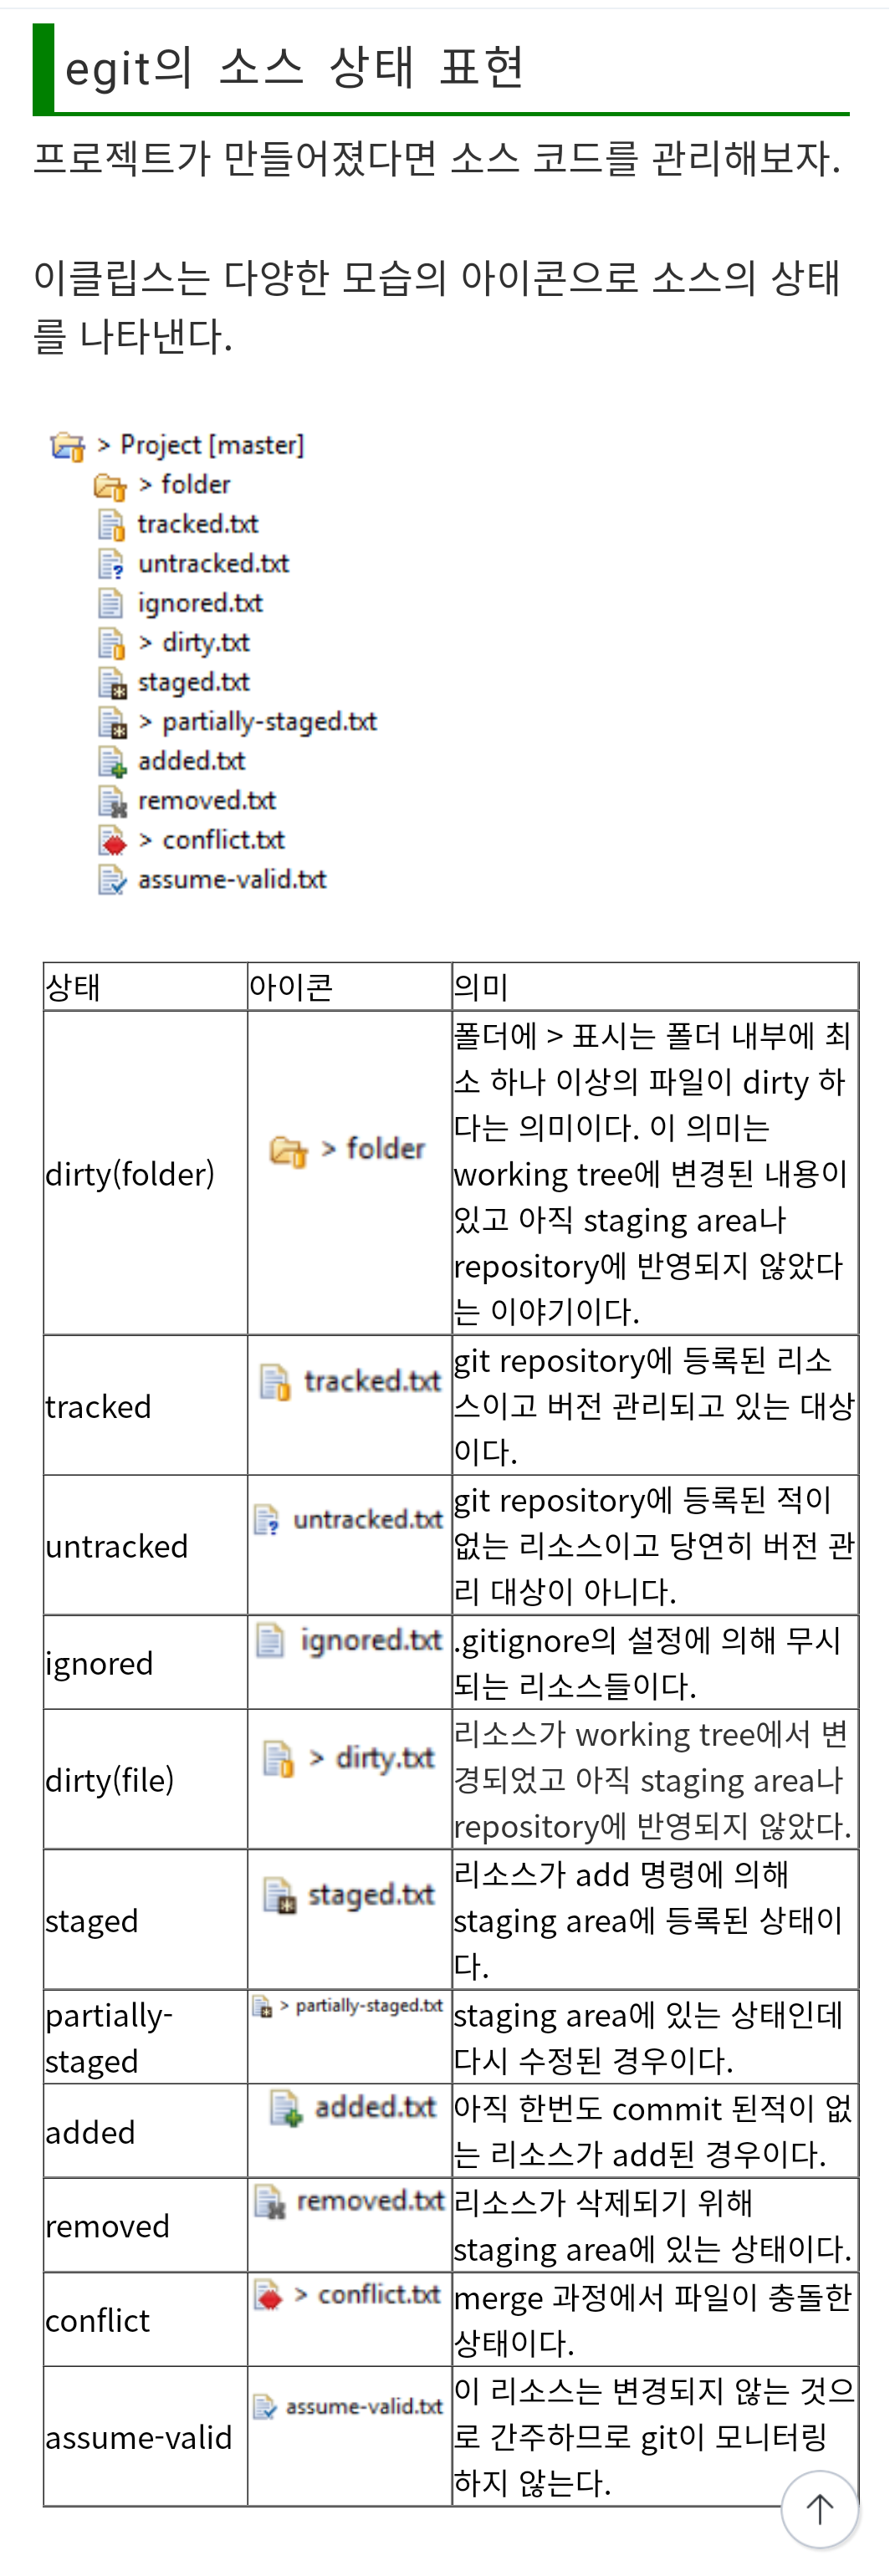 egit의 소스 상태 표현
프로젝트가 만들어졌다면 소스 코드를 관리해보자.
이클립스는 다양한 모습의 아이콘으로 소스의 상태
를 나타낸다.
> Project [master]
> folder
tracked.txt
untracked.txt
ignored.txt
> dirty.txt
staged.txt
> partially-staged.txt
added.txt
removed.txt
> conflict.txt
assume-valid.txt
상태 아이콘 의미
dirty(folder)
> folder
폴더에 > 표시는 폴더 내부에 최
소 하나 이상의 파일이 dirty 하
다는 의미이다. 이 의미는
working tree에 변경된 내용이
있고 아직 staging area나
repository에 반영되지 않았다
는 이야기이다.
tracked
tracked.txt
git repository에 등록된 리소
스이고 버전 관리되고 있는 대상
이다.
untracked
untracked.txt
git repository에 등록된 적이
없는 리소스이고 당연히 버전 관
리 대상이 아니다.
ignored
ignored.txt
.gitignore의 설정에 의해 무시
되는 리소스들이다.
dirty(file)
> dirty.txt
리소스가 working tree에서 변
경되었고 아직 staging area나
repository에 반영되지 않았다.
staged
staged.txt
리소스가 add 명령에 의해
staging area에 등록된 상태이
다.
partially-
staged
> partially-staged.txt
staging area에 있는 상태인데
다시 수정된 경우이다.
added
added.txt
아직 한번도 commit 된적이 없
는 리소스가 add된 경우이다.
removed
removed.txt
리소스가 삭제되기 위해
staging area에 있는 상태이다.
conflict
> conflict.txt
merge 과정에서 파일이 충돌한
상태이다.
assume-valid
assume-valid.txt
이 리소스는 변경되지 않는 것으
로 간주하므로 git이 모니터링
하지 않는다.